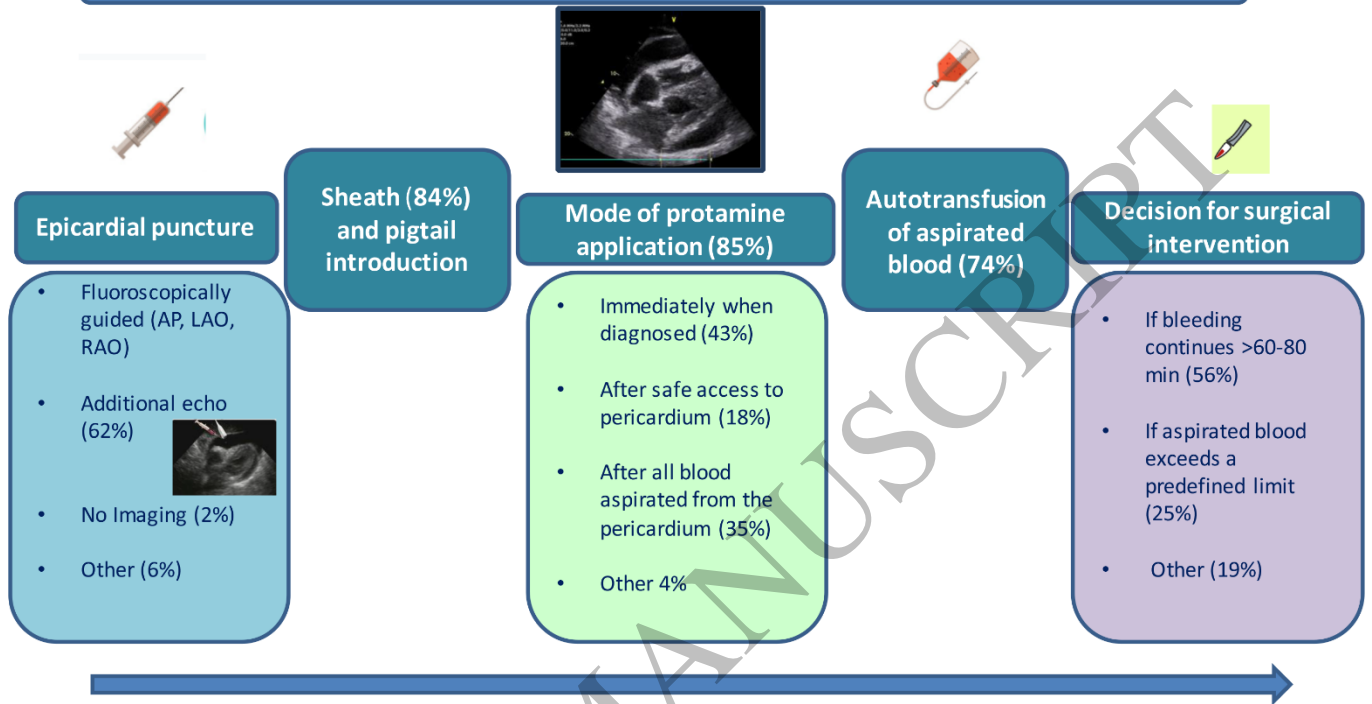 Epicardial puncture
• Fluoroscopically
guided (AP, LAO,
RAO)
• Additional echo
(62%)
• No Imaging (2%)
• Other (6%)
Sheath (84%)
and pigtail
introduction
Mode of protamine
application (85%)
• Immediately when
diagnosed (43%)
• After safe access to
pericardium (18%)
• After all blood
aspirated from the
pericardium (35%)
• Other 4%
Autotransfusion
of aspirated
blood (74%)
Decision for surgical
intervention
• If bleeding
continues >60-80
min (56%)
• If aspirated blood
exceeds a
predefined limit
(25%)
• Other (19%)
MANUSCRIPT